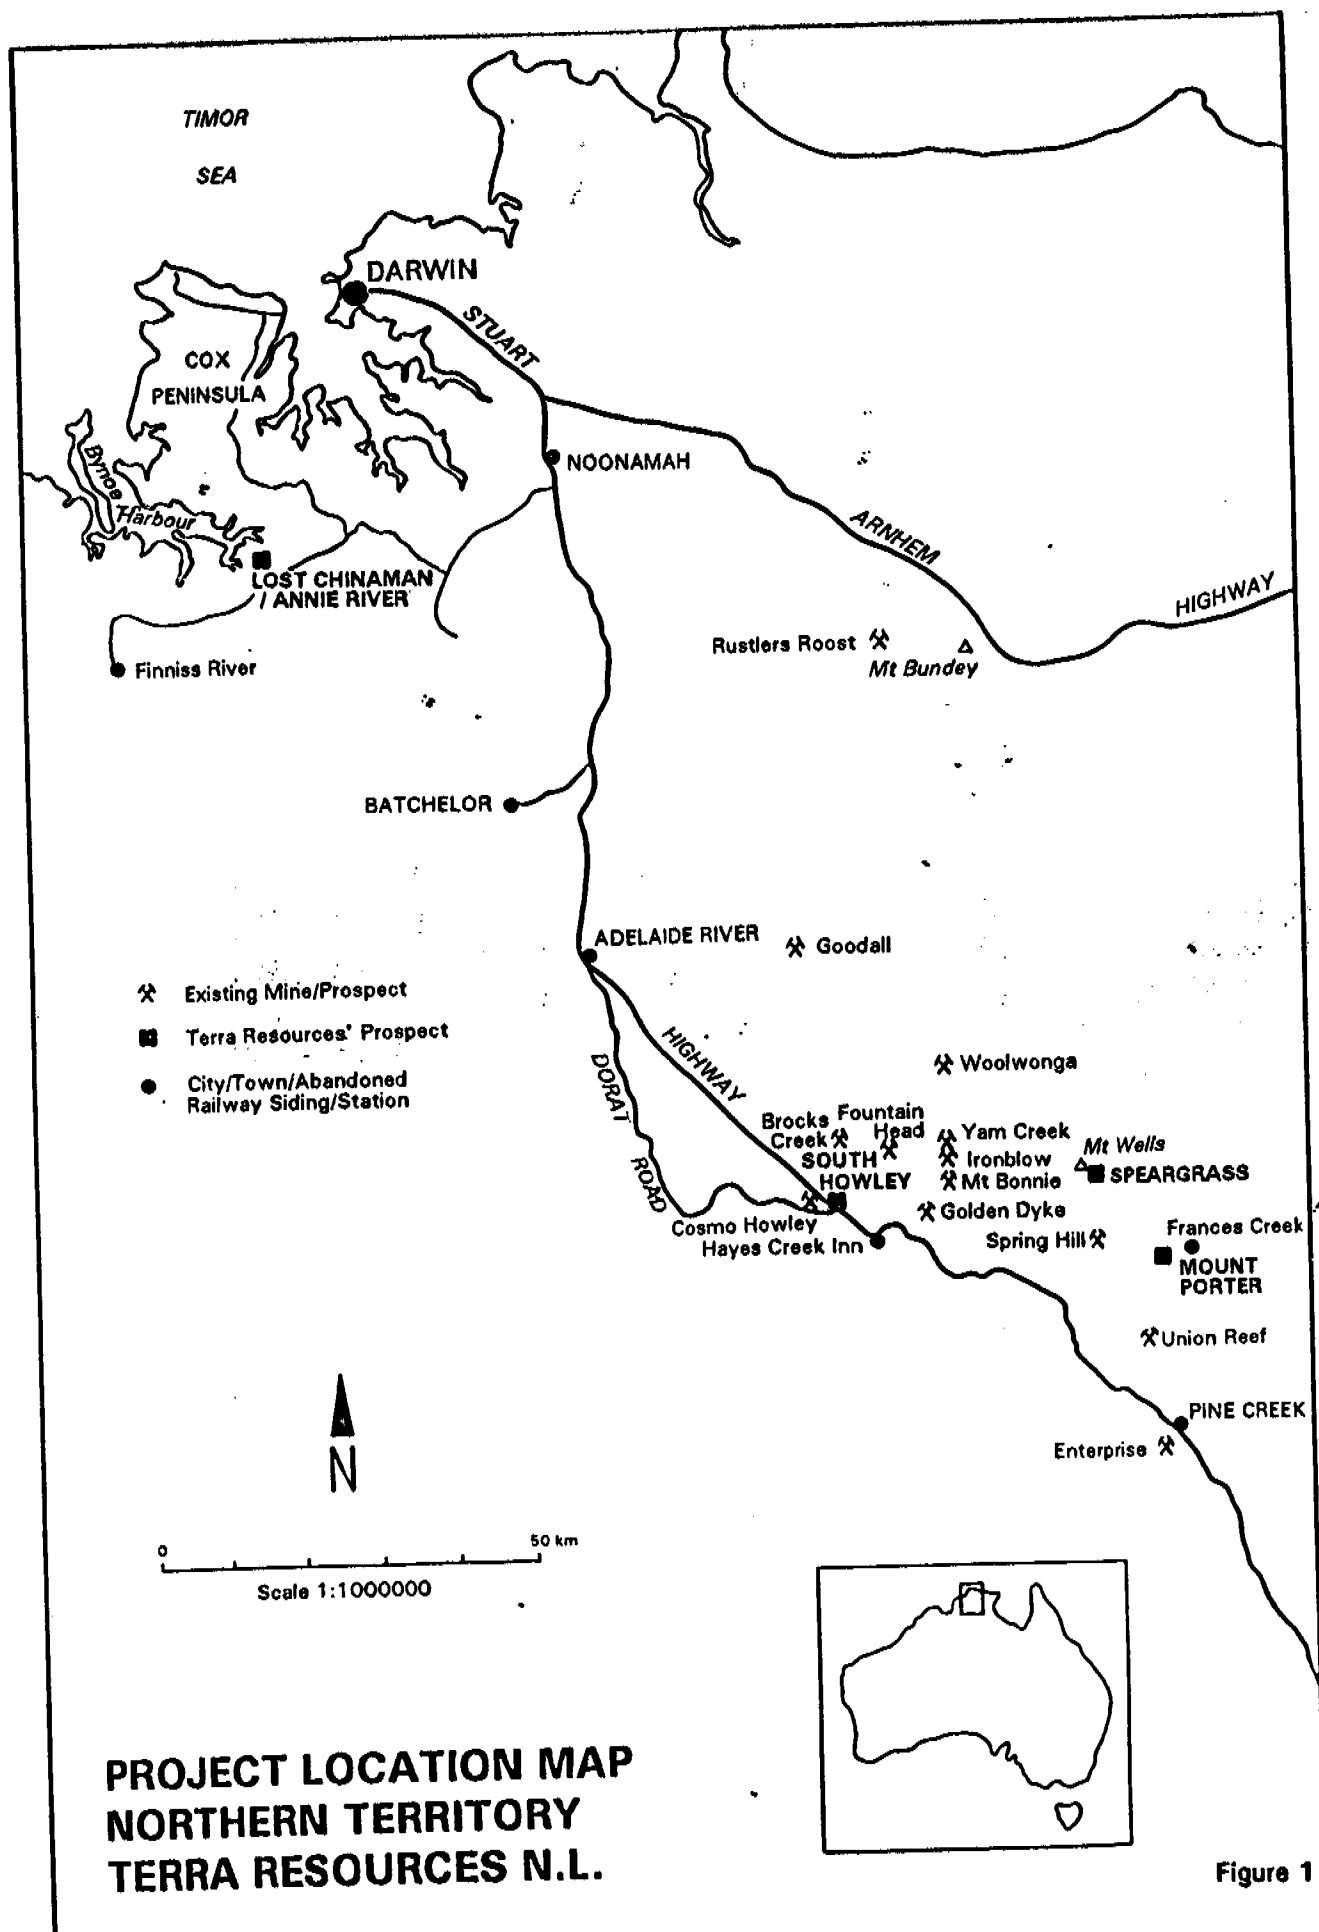 TIMOR
SEA
DARWIN
STUART
COX
PENINSULA
NOONAMAH
Bynoe
Harbour
ARNHEM
HIGHWAY
LOST CHINAMAN
/ ANNIE RIVER
Rustlers Roost
Mt Bundey
Finniss River
BATCHELOR
ADELAIDE RIVER
Goodall
Existing Mine/Prospect
Terra Resources' Prospect
City/Town/Abandoned
Railway Siding/Station
HIGHWAY
DORAT
ROAD
Woolwonga
Brocks
Creek
Fountain
Head
Yam Creek
Ironblow
Mt Bonnie
Mt Wells
SPEARGRASS
SOUTH
HOWLEY
Golden Dyke
Cosmo Howley
Hayes Creek Inn
Spring Hill
Frances Creek
MOUNT
PORTER
Union Reef
PINE CREEK
Enterprise
N
0
50 km
Scale 1:1000000
PROJECT LOCATION MAP
NORTHERN TERRITORY
TERRA RESOURCES N.L.
Figure 1